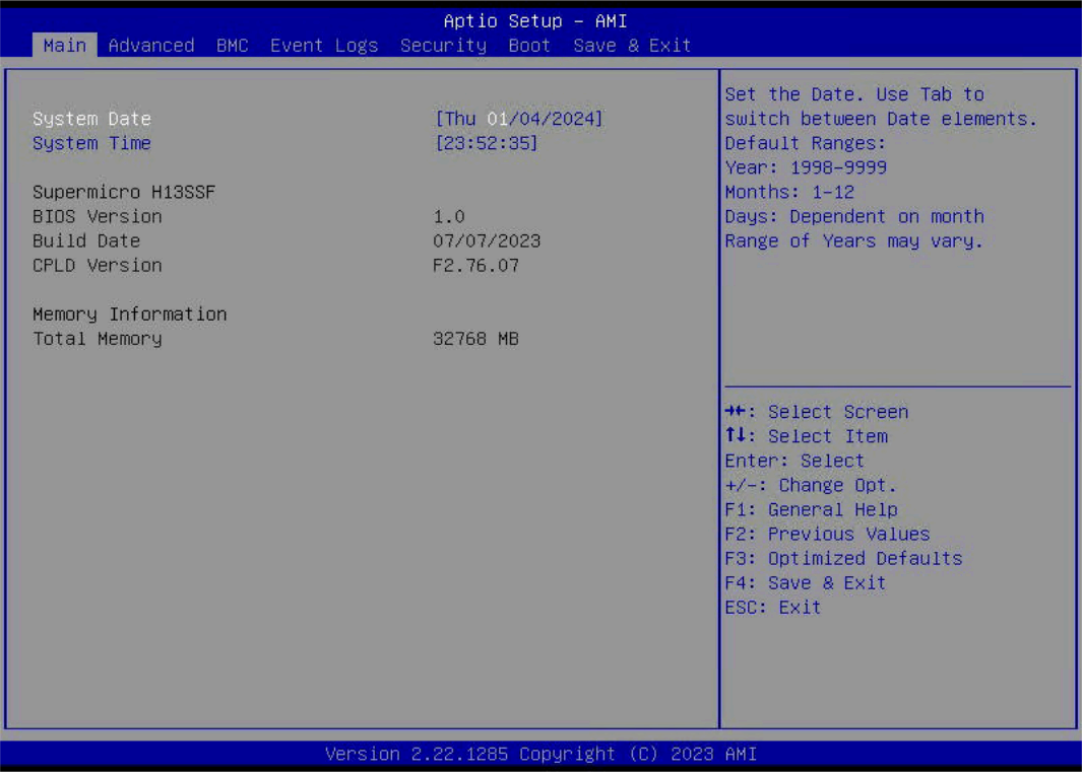 Aptio Setup – AMI
Main Advanced BMC Event Logs Security Boot Save & Exit
System Date [Thu 01/04/2024]
System Time [23:52:35]
Supermicro H13SSF
BIOS Version 1.0
Build Date 07/07/2023
CPLD Version F2.76.07
Memory Information
Total Memory 32768 MB
Set the Date. Use Tab to
switch between Date elements.
Default Ranges:
Year: 1998-9999
Months: 1-12
Days: Dependent on month
Range of Years may vary.
→←: Select Screen
↑↓: Select Item
Enter: Select
+/-: Change Opt.
F1: General Help
F2: Previous Values
F3: Optimized Defaults
F4: Save & Exit
ESC: Exit
Version 2.22.1285 Copyright (C) 2023 AMI